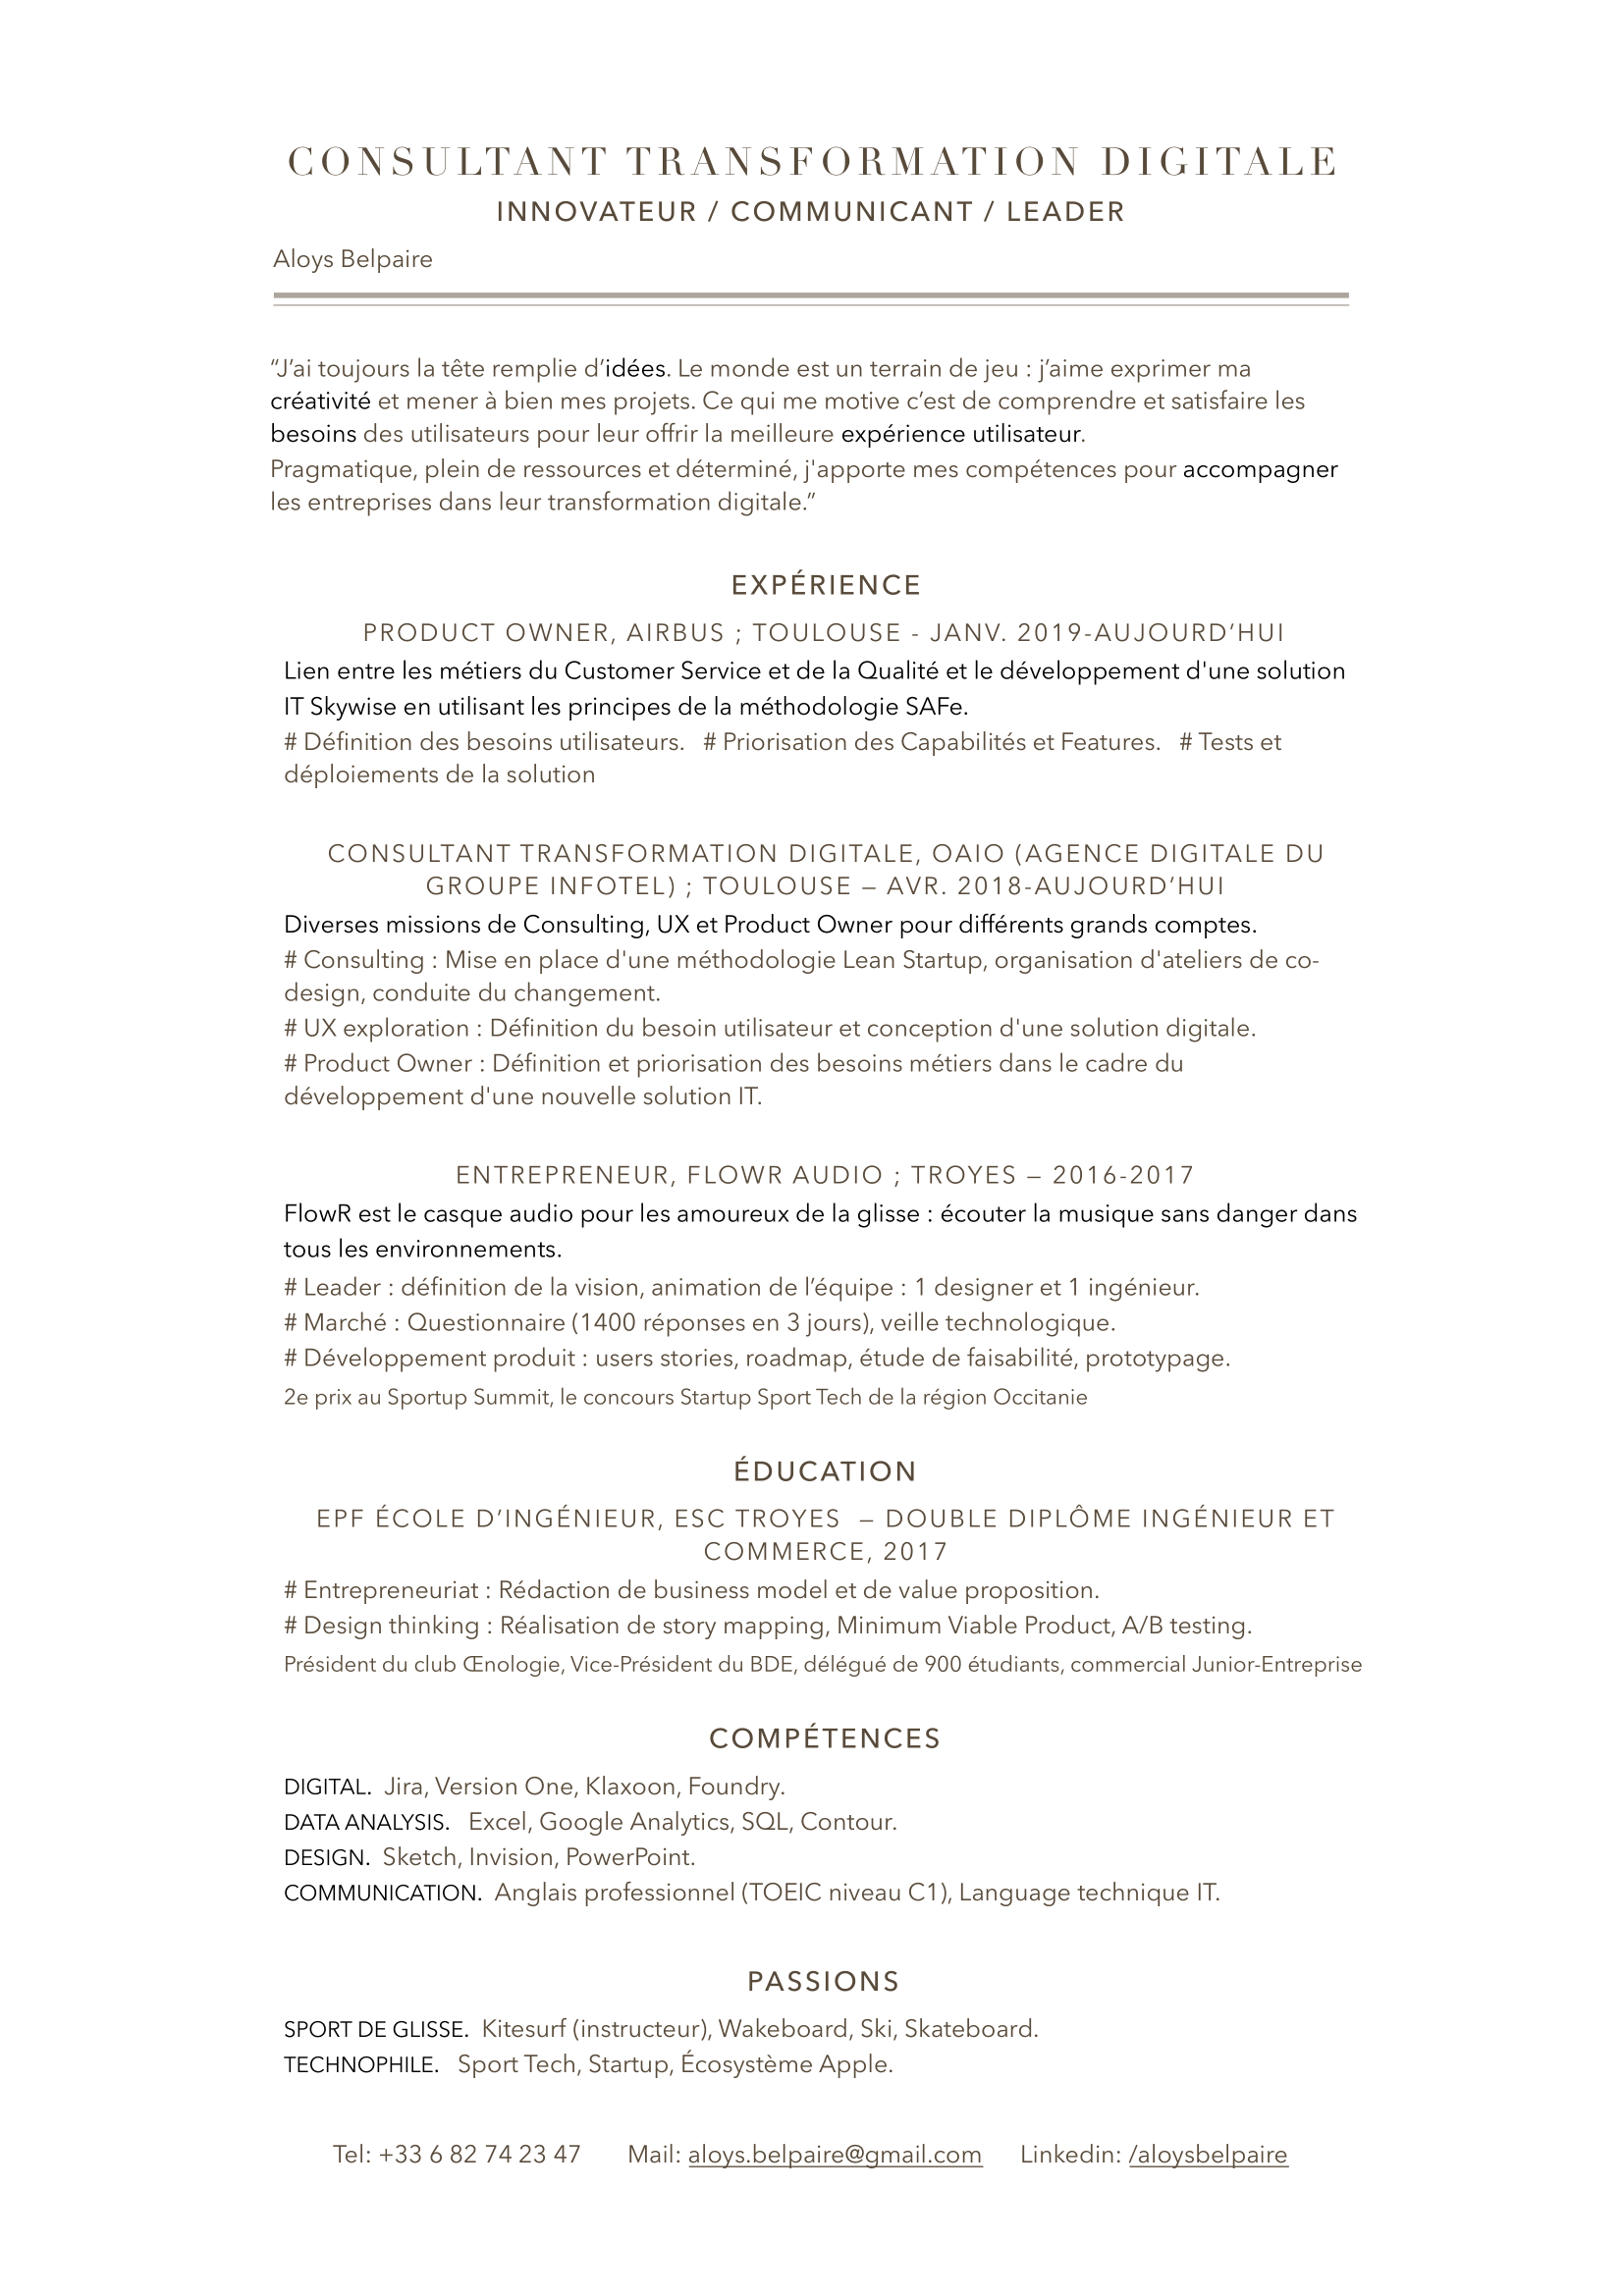 CONSULTANT TRANSFORMATION DIGITALE
INNOVATEUR / COMMUNICANT / LEADER
Aloys Belpaire
“J’ai toujours la tête remplie d’idées. Le monde est un terrain de jeu : j’aime exprimer ma
créativité et mener à bien mes projets. Ce qui me motive c’est de comprendre et satisfaire les
besoins des utilisateurs pour leur offrir la meilleure expérience utilisateur.
Pragmatique, plein de ressources et déterminé, j'apporte mes compétences pour accompagner
les entreprises dans leur transformation digitale.”
EXPÉRIENCE
PRODUCT OWNER, AIRBUS ; TOULOUSE - JANV. 2019-AUJOURD’HUI
Lien entre les métiers du Customer Service et de la Qualité et le développement d'une solution
IT Skywise en utilisant les principes de la méthodologie SAFe.
# Définition des besoins utilisateurs.   # Priorisation des Capabilités et Features.   # Tests et
déploiements de la solution
CONSULTANT TRANSFORMATION DIGITALE, OAIO (AGENCE DIGITALE DU
GROUPE INFOTEL) ; TOULOUSE – AVR. 2018-AUJOURD’HUI
Diverses missions de Consulting, UX et Product Owner pour différents grands comptes.
# Consulting : Mise en place d'une méthodologie Lean Startup, organisation d'ateliers de co-
design, conduite du changement.
# UX exploration : Définition du besoin utilisateur et conception d'une solution digitale.
# Product Owner : Définition et priorisation des besoins métiers dans le cadre du
développement d'une nouvelle solution IT.
ENTREPRENEUR, FLOWR AUDIO ; TROYES – 2016-2017
FlowR est le casque audio pour les amoureux de la glisse : écouter la musique sans danger dans
tous les environnements.
# Leader : définition de la vision, animation de l’équipe : 1 designer et 1 ingénieur.
# Marché : Questionnaire (1400 réponses en 3 jours), veille technologique.
# Développement produit : users stories, roadmap, étude de faisabilité, prototypage.
2e prix au Sportup Summit, le concours Startup Sport Tech de la région Occitanie
ÉDUCATION
EPF ÉCOLE D’INGÉNIEUR, ESC TROYES  – DOUBLE DIPLÔME INGÉNIEUR ET
COMMERCE, 2017
# Entrepreneuriat : Rédaction de business model et de value proposition.
# Design thinking : Réalisation de story mapping, Minimum Viable Product, A/B testing.
Président du club Œnologie, Vice-Président du BDE, délégué de 900 étudiants, commercial Junior-Entreprise
COMPÉTENCES
DIGITAL.  Jira, Version One, Klaxoon, Foundry.
DATA ANALYSIS.   Excel, Google Analytics, SQL, Contour.
DESIGN.  Sketch, Invision, PowerPoint.
COMMUNICATION.  Anglais professionnel (TOEIC niveau C1), Language technique IT.
PASSIONS
SPORT DE GLISSE.  Kitesurf (instructeur), Wakeboard, Ski, Skateboard.
TECHNOPHILE.   Sport Tech, Startup, Écosystème Apple.
Tel: +33 6 82 74 23 47     Mail: aloys.belpaire@gmail.com     Linkedin: /aloysbelpaire